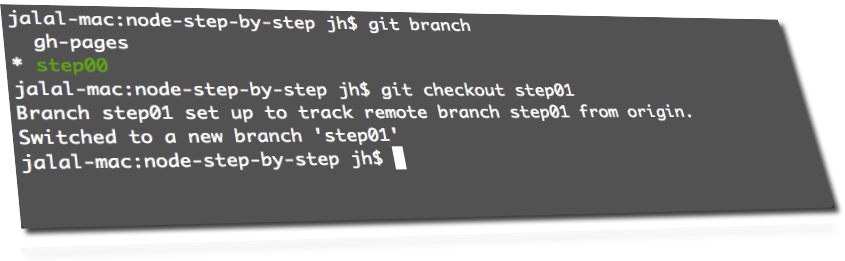 jalal-mac:node-step-by-step jh$ git branch
  gh-pages
* step00
jalal-mac:node-step-by-step jh$ git checkout step01
Branch step01 set up to track remote branch step01 from origin.
Switched to a new branch 'step01'
jalal-mac:node-step-by-step jh$